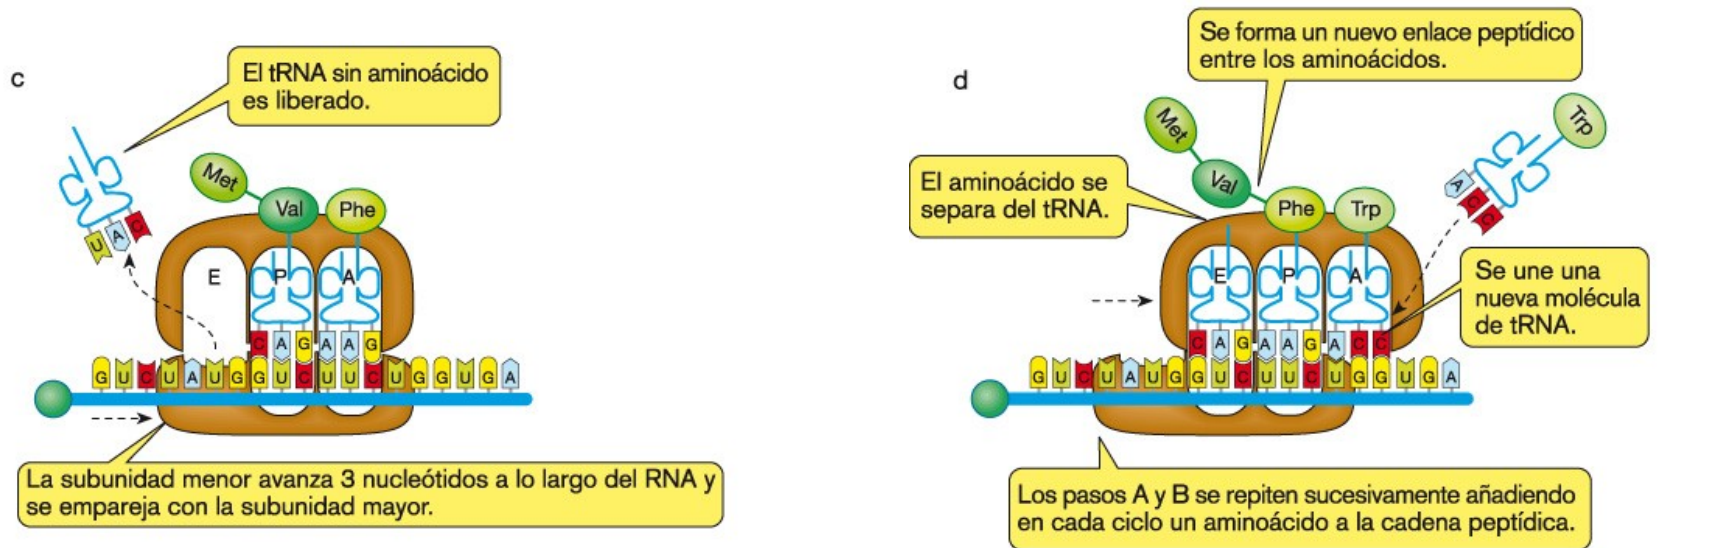 c
El tRNA sin aminoácido
es liberado.
Met
Val
Phe
U A C
E
P
A
C A G A A G
G U C U A U G G U C U U C U G G U G A
La subunidad menor avanza 3 nucleótidos a lo largo del RNA y
se empareja con la subunidad mayor.
d
Se forma un nuevo enlace peptídico
entre los aminoácidos.
Met
Trp
El aminoácido se
separa del tRNA.
Val
Phe
Trp
A C C
E
P
A
Se une una
nueva molécula
de tRNA.
C A G A A G A C C
G U C U A U G G U C U U C U G G U G A
Los pasos A y B se repiten sucesivamente añadiendo
en cada ciclo un aminoácido a la cadena peptídica.